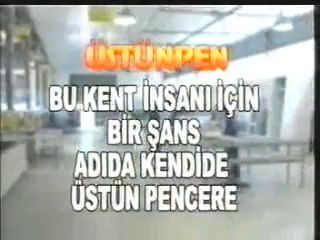 ÜSTÜNPEN
BU KENT İNSANI İÇİN
BİR ŞANS
ADIDA KENDİDE
ÜSTÜN PENCERE